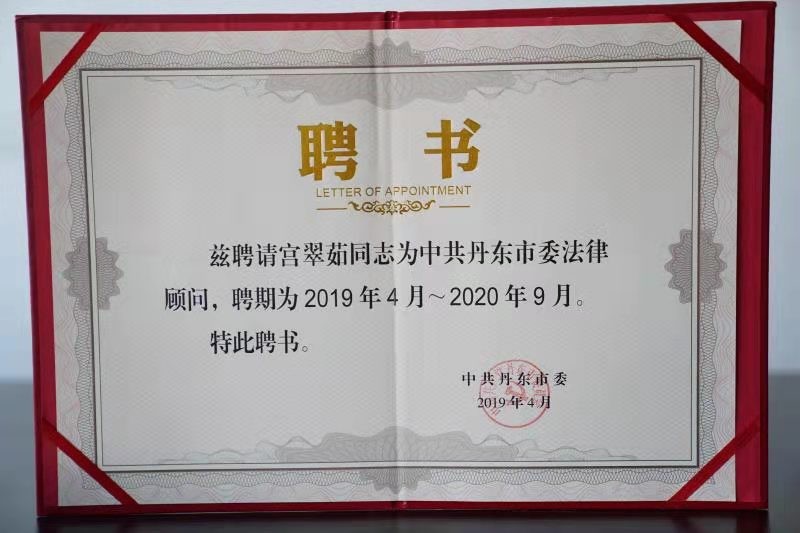 聘 书
LETTER OF APPOINTMENT
兹聘请宫翠茹同志为中共丹东市委法律
顾问，聘期为2019年4月～2020年9月。
特此聘书。
中共丹东市委
2019年4月